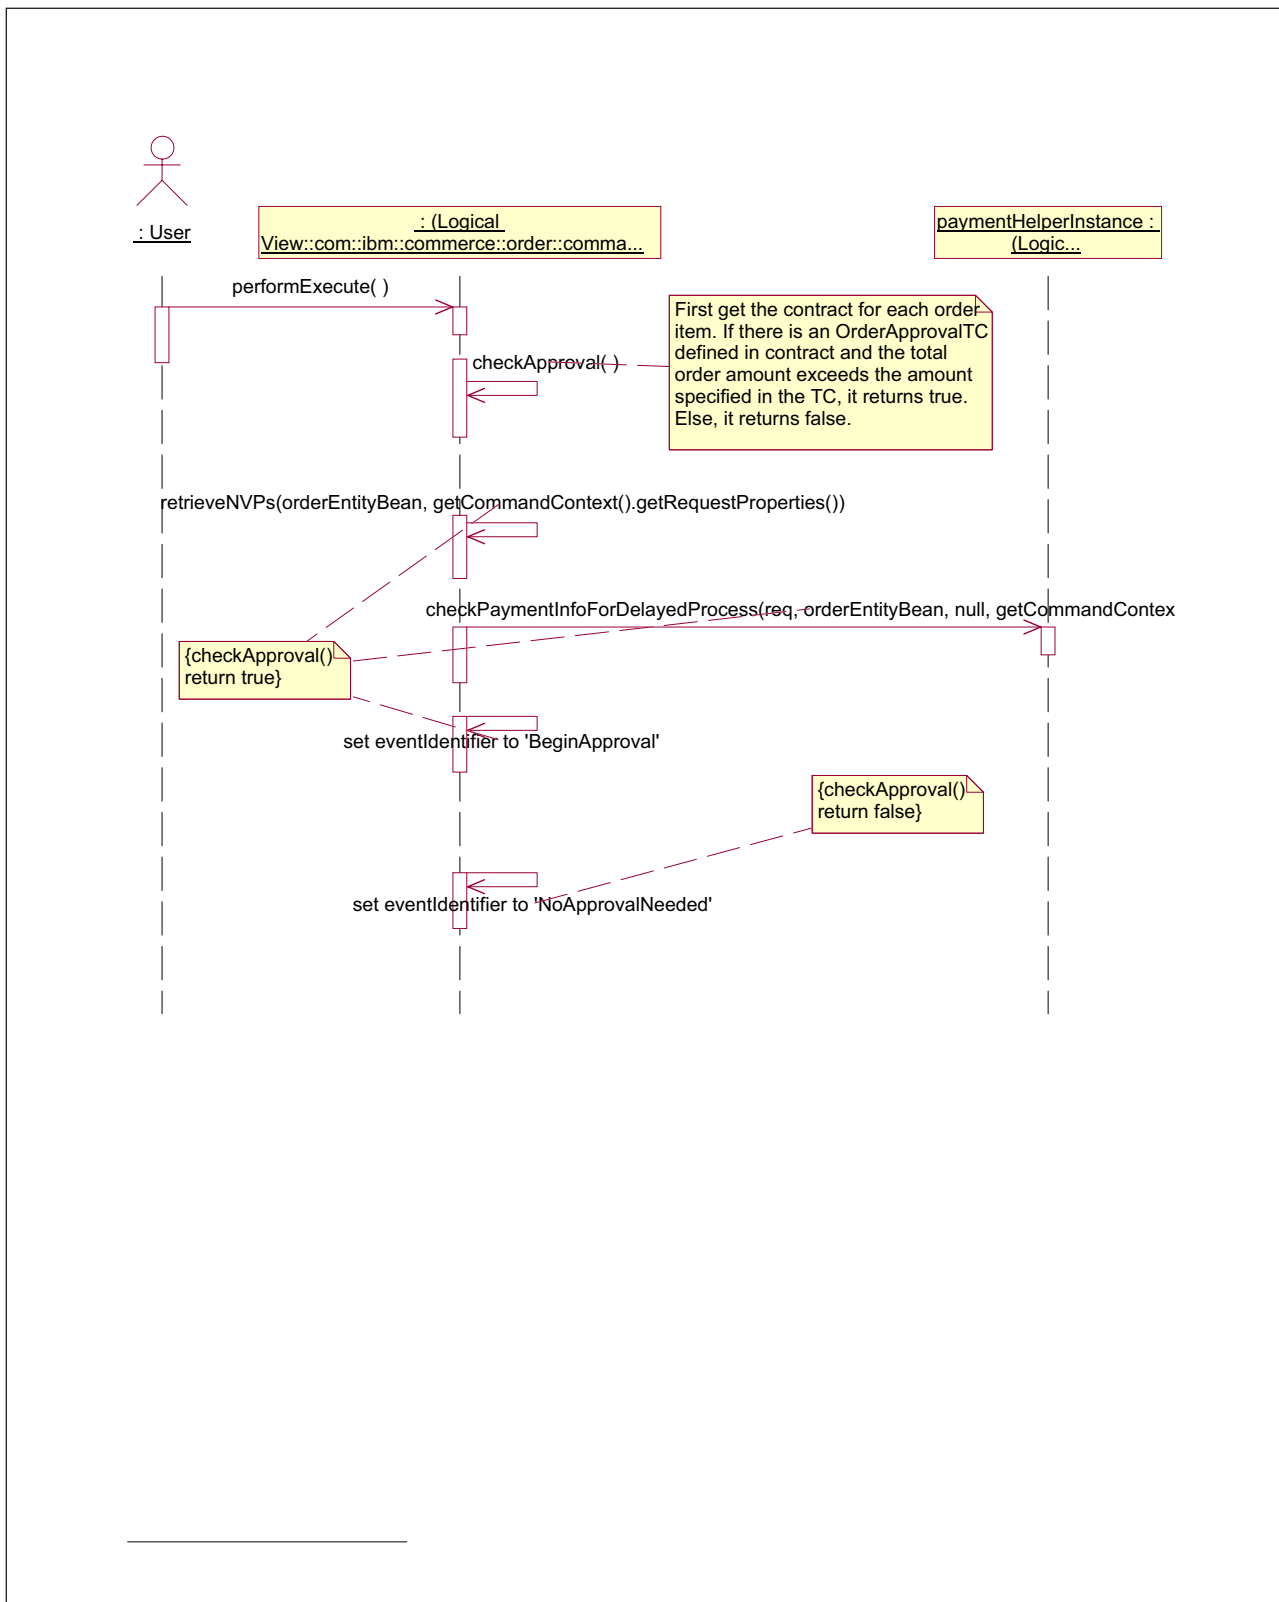 : User
: (Logical
View::com::ibm::commerce::order::comma...
paymentHelperInstance :
(Logic...
performExecute( )
First get the contract for each order
item. If there is an OrderApprovalTC
defined in contract and the total
order amount exceeds the amount
specified in the TC, it returns true.
Else, it returns false.
checkApproval( )
retrieveNVPs(orderEntityBean, getCommandContext().getRequestProperties())
checkPaymentInfoForDelayedProcess(req, orderEntityBean, null, getCommandContex
{checkApproval()
return true}
set eventIdentifier to 'BeginApproval'
{checkApproval()
return false}
set eventIdentifier to 'NoApprovalNeeded'